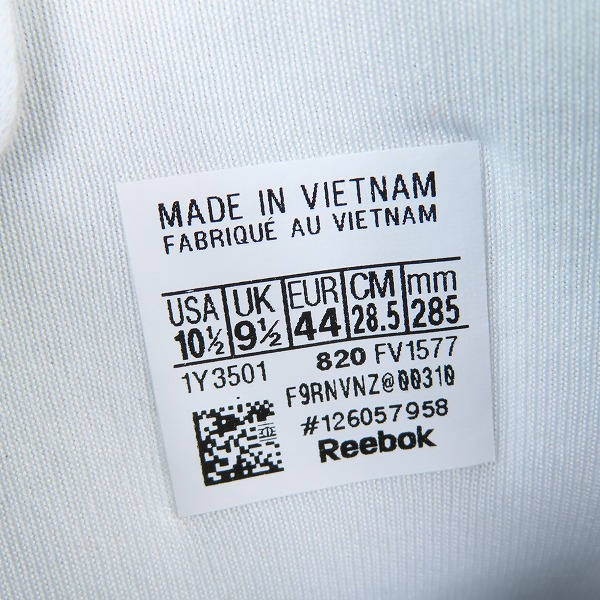 MADE IN VIETNAM
FABRIQUÉ AU VIETNAM
USA UK EUR CM mm
10½ 9½ 44 28.5 285
1Y3501 820 FV1577
F9RNVNZ@00310
#126057958
Reebok